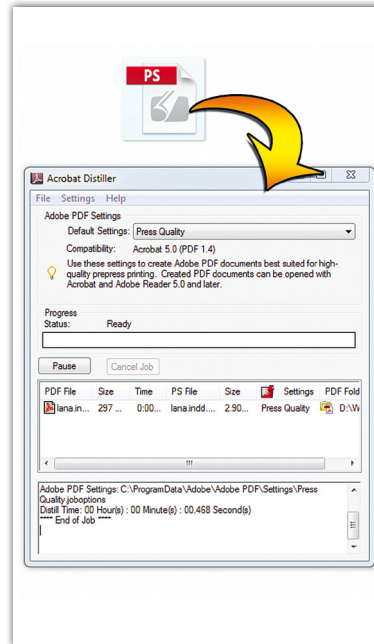 PS
Acrobat Distiller
File Settings Help
Adobe PDF Settings
Default Settings: Press Quality
Compatibility: Acrobat 5.0 (PDF 1.4)
Use these settings to create Adobe PDF documents best suited for high-
quality prepress printing. Created PDF documents can be opened with
Acrobat and Adobe Reader 5.0 and later.
Progress
Status: Ready
Pause Cancel Job
PDF File Size Time PS File Size Settings PDF Fold
lana.in... 297 ... 0:00... lana.indd.... 2.90... Press Quality D:\
Adobe PDF Settings: C:\ProgramData\Adobe\Adobe PDF\Settings\Press
Quality.joboptions
Distill Time: 00 Hour(s) : 00 Minute(s) : 00.468 Second(s)
**** End of Job ****